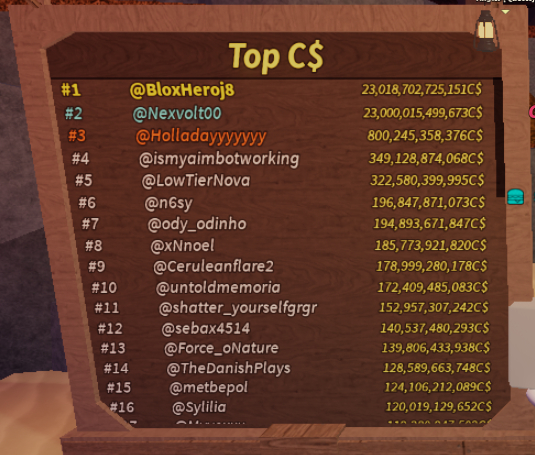 Top C$
#1 @BloxHeroj8 23,018,702,725,151C$
#2 @Nexvolt00 23,000,015,499,673C$
#3 @Holladayyyyyyy 800,245,358,376C$
#4 @ismyaimbotworking 349,128,874,068C$
#5 @LowTierNova 322,580,399,995C$
#6 @n6sy 196,847,871,073C$
#7 @ody_odinho 194,893,671,847C$
#8 @xNnoel 185,773,921,820C$
#9 @Ceruleanflare2 178,999,280,178C$
#10 @untoldmemoria 172,409,485,083C$
#11 @shatter_yourselfgrgr 152,957,307,242C$
#12 @sebax4514 140,537,480,293C$
#13 @Force_oNature 139,806,433,938C$
#14 @TheDanishPlays 128,589,663,748C$
#15 @metbepol 124,106,212,089C$
#16 @Sylilia 120,019,129,652C$